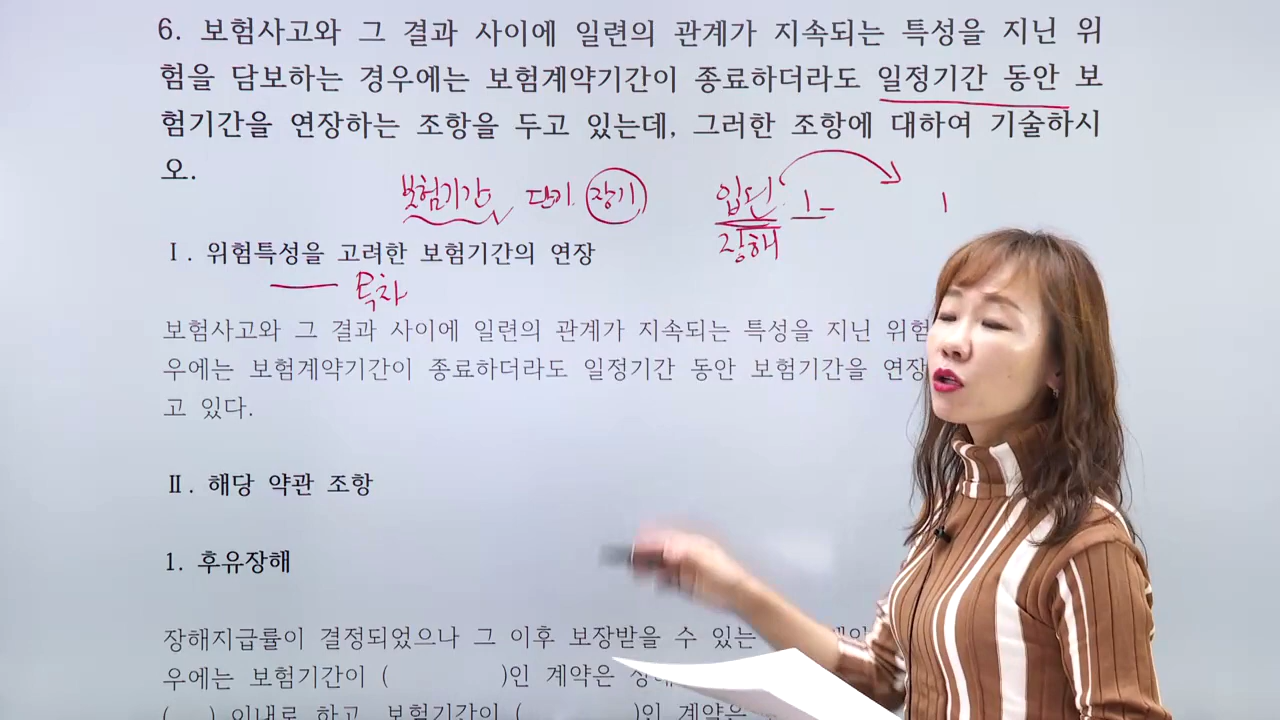 6. 보험사고와 그 결과 사이에 일련의 관계가 지속되는 특성을 지닌 위
험을 담보하는 경우에는 보험계약기간이 종료하더라도 일정기간 동안 보
험기간을 연장하는 조항을 두고 있는데, 그러한 조항에 대하여 기술하시
오.
보험기간 단기 장기 입원 1
장해
Ⅰ. 위험특성을 고려한 보험기간의 연장
목차
보험사고와 그 결과 사이에 일련의 관계가 지속되는 특성을 지닌 위험
우에는 보험계약기간이 종료하더라도 일정기간 동안 보험기간을 연장
고 있다.
Ⅱ. 해당 약관 조항
1. 후유장해
장해지급률이 결정되었으나 그 이후 보장받을 수 있는
우에는 보험기간이 ( )인 계약은
( ) 이내로 하고, 보험기간이 ( )인 계약은